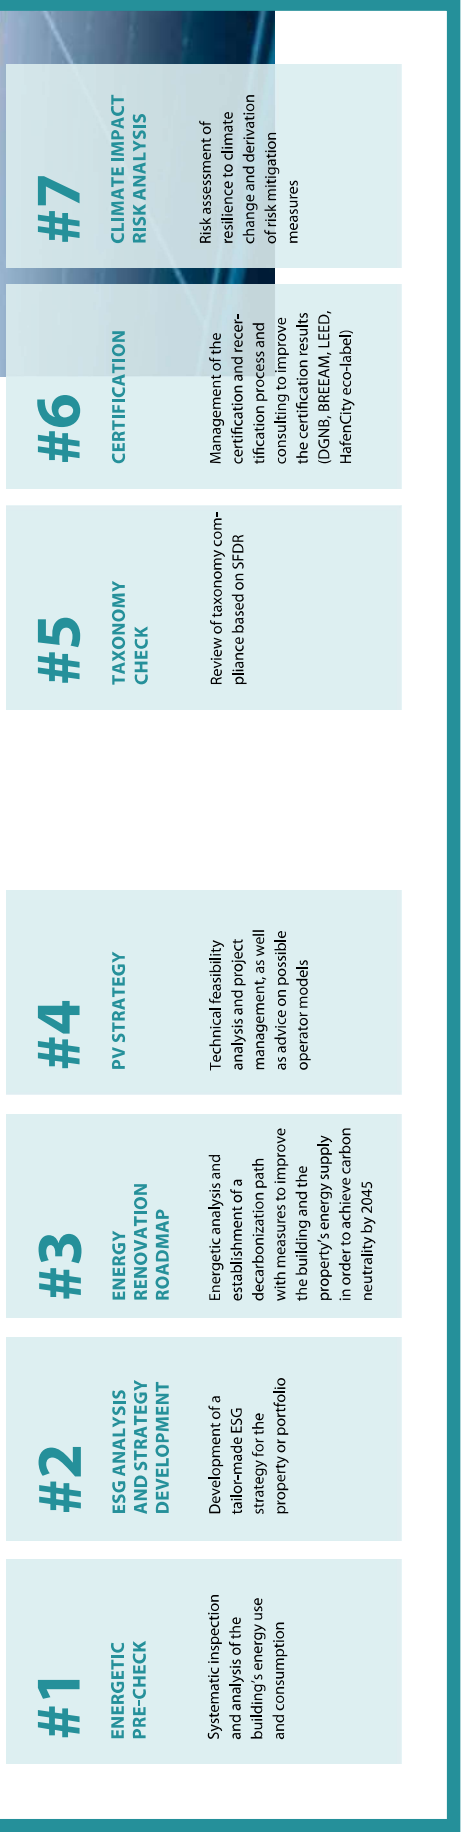 #1
ENERGETIC
PRE-CHECK
Systematic inspection
and analysis of the
building's energy use
and consumption
#2
ESG ANALYSIS
AND STRATEGY
DEVELOPMENT
Development of a
tailor-made ESG
strategy for the
property or portfolio
#3
ENERGY
RENOVATION
ROADMAP
Energetic analysis and
establishment of a
decarbonization path
with measures to improve
the building and the
property's energy supply
in order to achieve carbon
neutrality by 2045
#4
PV STRATEGY
Technical feasibility
analysis and project
management, as well
as advice on possible
operator models
#5
TAXONOMY
CHECK
Review of taxonomy com-
pliance based on SFDR
#6
CERTIFICATION
Management of the
certification and recer-
tification process and
consulting to improve
the certification results
(DGNB, BREEAM, LEED,
HafenCity eco-label)
#7
CLIMATE IMPACT
RISK ANALYSIS
Risk assessment of
resilience to climate
change and derivation
of risk mitigation
measures